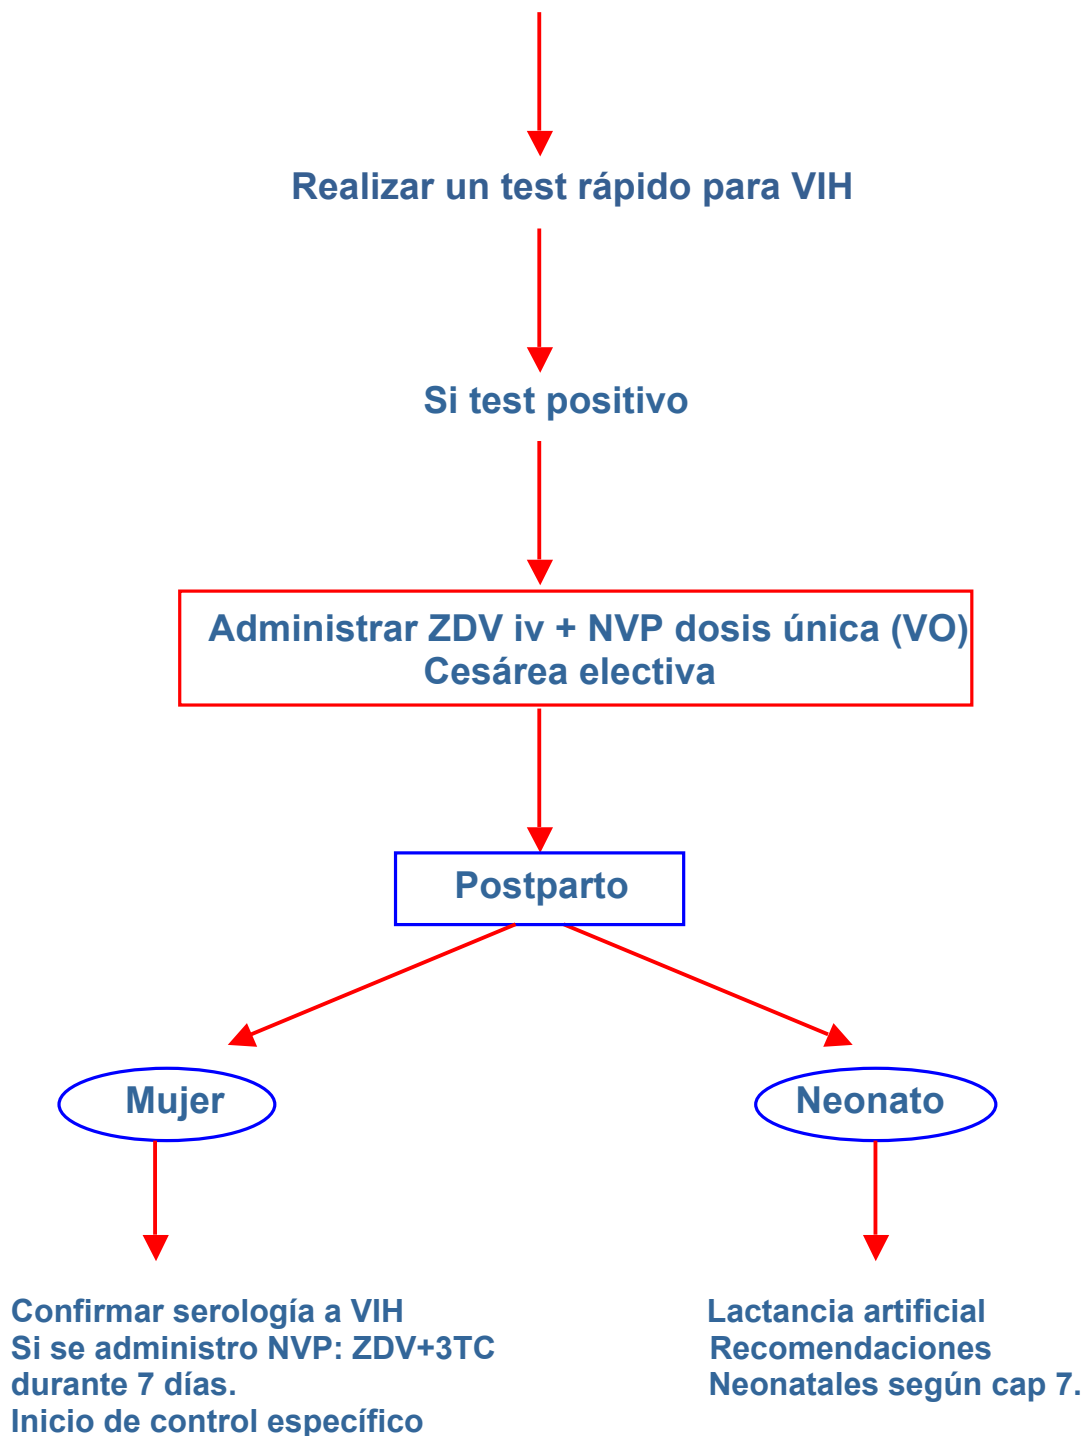 Realizar un test rápido para VIH
Si test positivo
Administrar ZDV iv + NVP dosis única (VO)
Cesárea electiva
Postparto
Mujer
Neonato
Confirmar serología a VIH
Si se administro NVP: ZDV+3TC
durante 7 días.
Inicio de control específico
Lactancia artificial
Recomendaciones
Neonatales según cap 7.